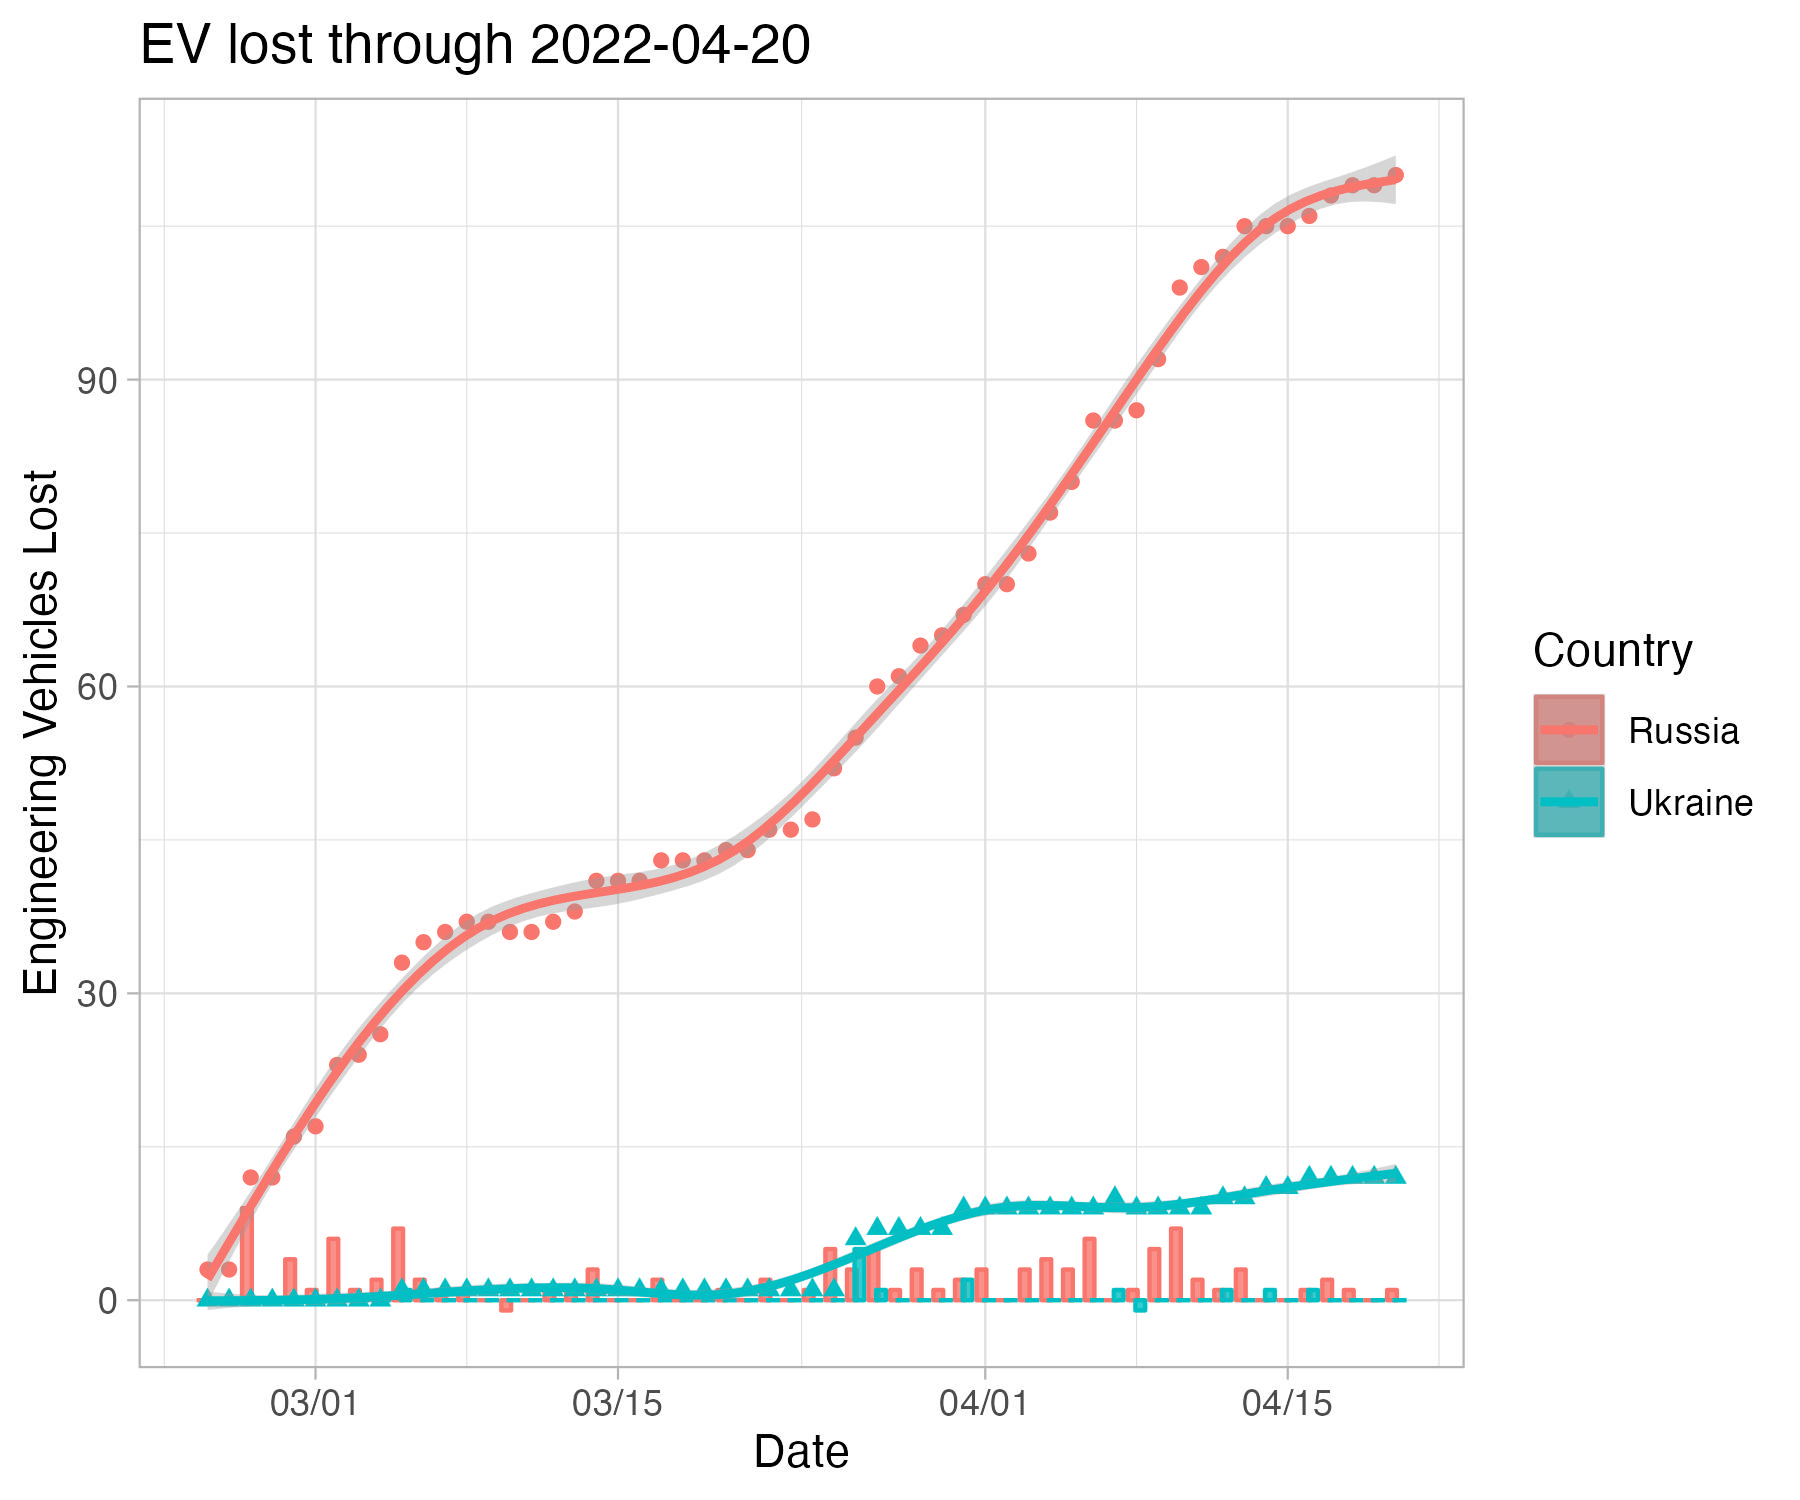 EV lost through 2022-04-20
Engineering Vehicles Lost
90
60
30
0
03/01
03/15
04/01
04/15
Date
Country
Russia
Ukraine